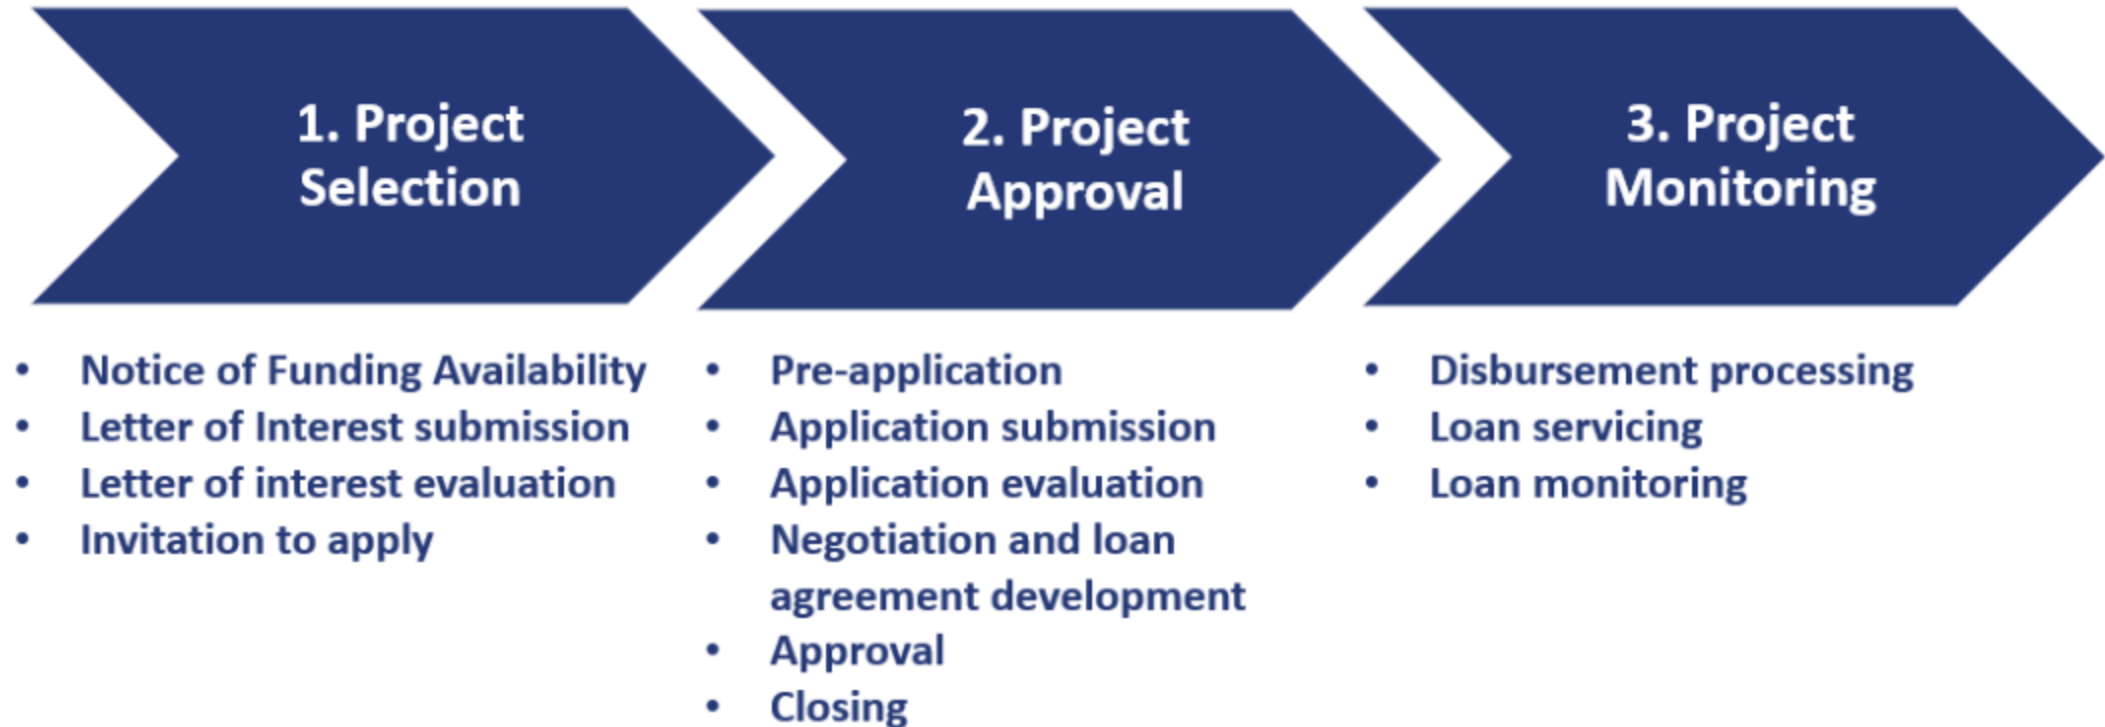 1. Project
Selection
• Notice of Funding Availability
• Letter of Interest submission
• Letter of interest evaluation
• Invitation to apply
2. Project
Approval
• Pre-application
• Application submission
• Application evaluation
• Negotiation and loan
agreement development
• Approval
• Closing
3. Project
Monitoring
• Disbursement processing
• Loan servicing
• Loan monitoring